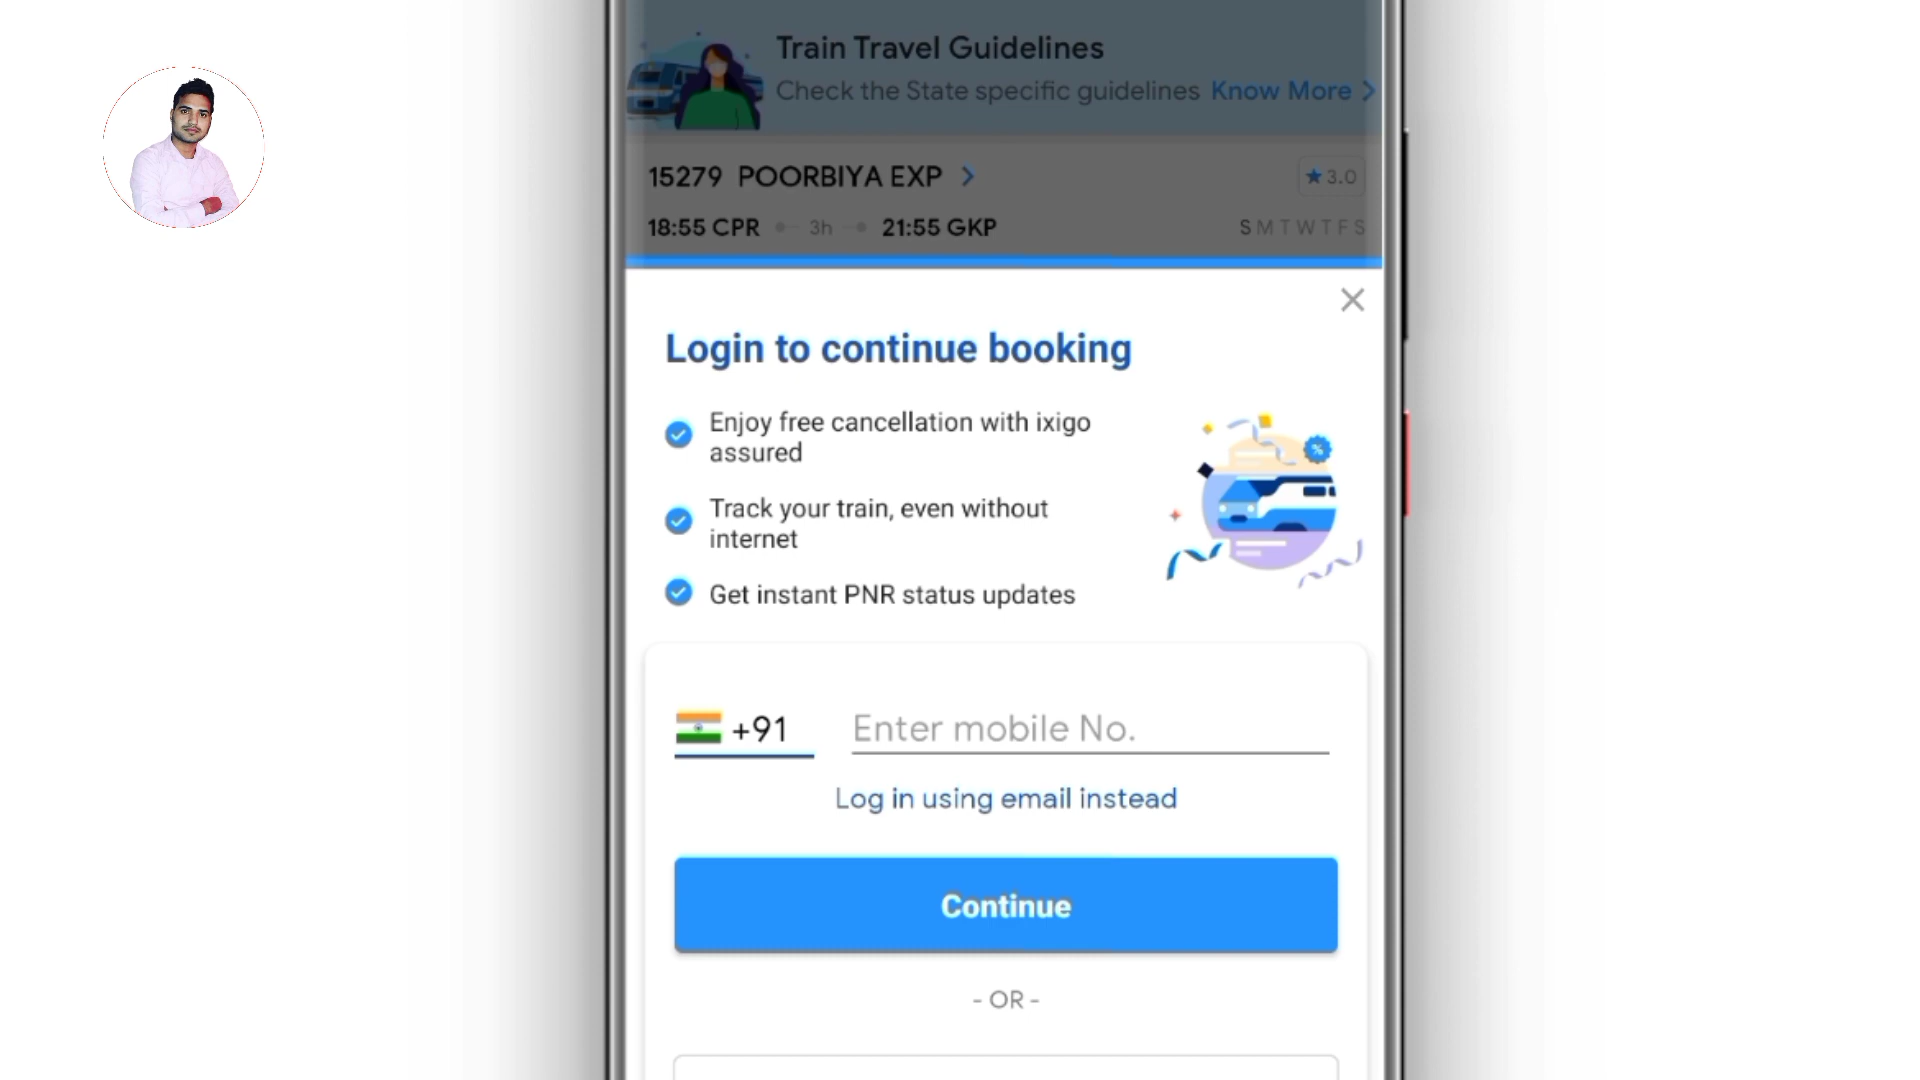 Train Travel Guidelines
Check the State specific guidelines Know More >
15279 POORBIYA EXP >
★ 3.0
18:55 CPR 3h 21:55 GKP
S M T W T F S
Login to continue booking
Enjoy free cancellation with ixigo
assured
Track your train, even without
internet
Get instant PNR status updates
%
+91 Enter mobile No.
Log in using email instead
Continue
- OR -